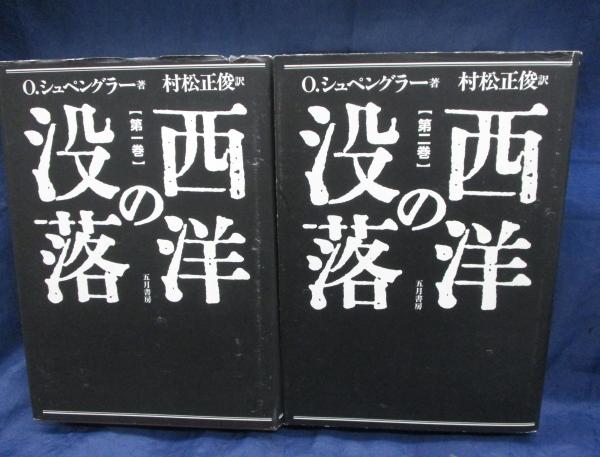 O.シュペングラー著 村松正俊訳
西洋の
没落
【第一巻】
五月書房
O.シュペングラー著 村松正俊訳
西洋の
没落
【第二巻】
五月書房